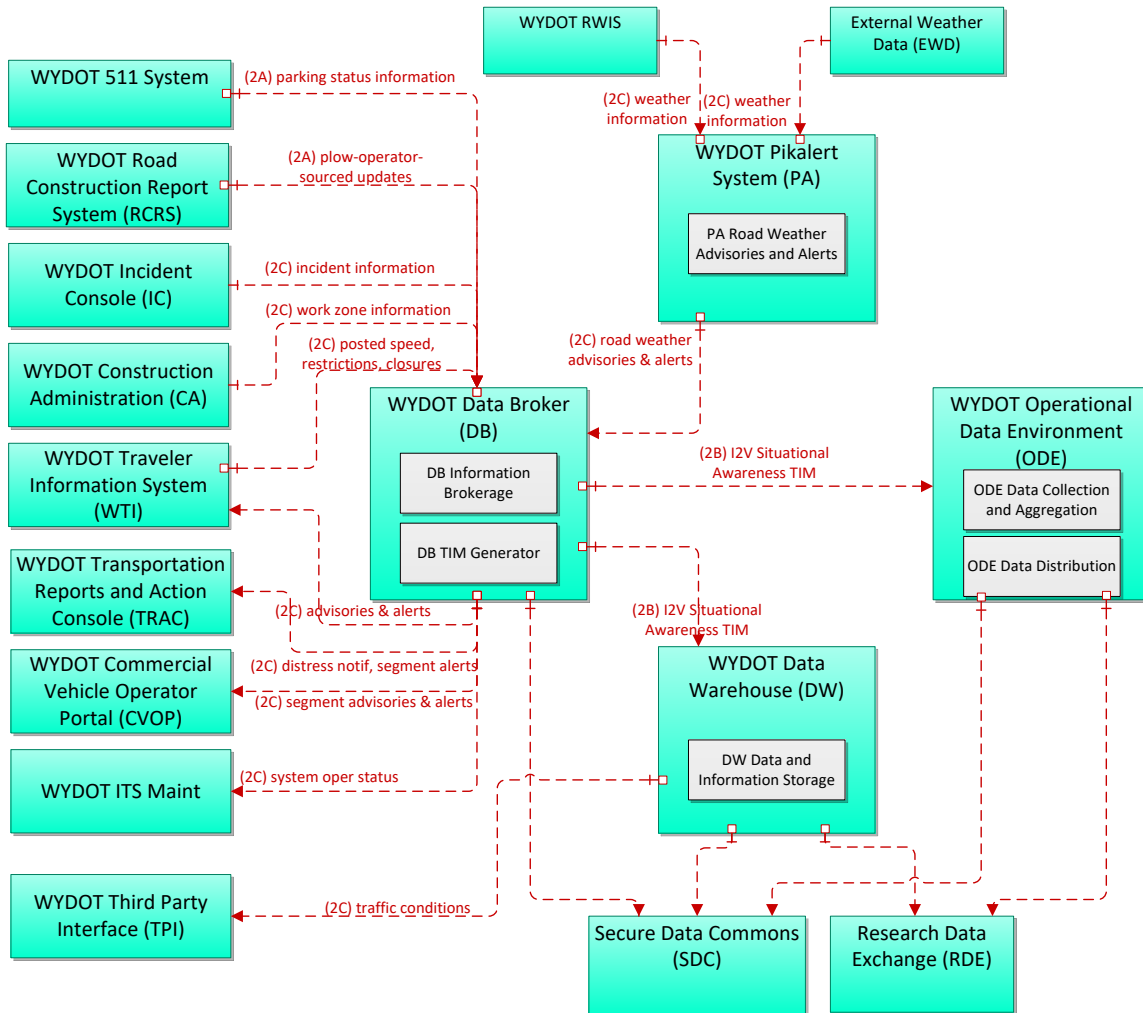 WYDOT RWIS
External Weather
Data (EWD)
WYDOT 511 System
(2A) parking status information
(2C) weather
information
(2C) weather
information
WYDOT Road
Construction Report
System (RCRS)
(2A) plow-operator-
sourced updates
WYDOT Pikalert
System (PA)
PA Road Weather
Advisories and Alerts
WYDOT Incident
Console (IC)
(2C) incident information
(2C) work zone information
(2C) posted speed,
restrictions, closures
(2C) road weather
advisories & alerts
WYDOT Construction
Administration (CA)
WYDOT Data Broker
(DB)
DB Information
Brokerage
DB TIM Generator
(2B) I2V Situational
Awareness TIM
WYDOT Operational
Data Environment
(ODE)
ODE Data Collection
and Aggregation
ODE Data Distribution
WYDOT Traveler
Information System
(WTI)
WYDOT Transportation
Reports and Action
Console (TRAC)
(2C) advisories & alerts
(2B) I2V Situational
Awareness TIM
(2C) distress notif, segment alerts
WYDOT Commercial
Vehicle Operator
Portal (CVOP)
(2C) segment advisories & alerts
WYDOT Data
Warehouse (DW)
DW Data and
Information Storage
(2C) system oper status
WYDOT ITS Maint
WYDOT Third Party
Interface (TPI)
(2C) traffic conditions
Secure Data Commons
(SDC)
Research Data
Exchange (RDE)